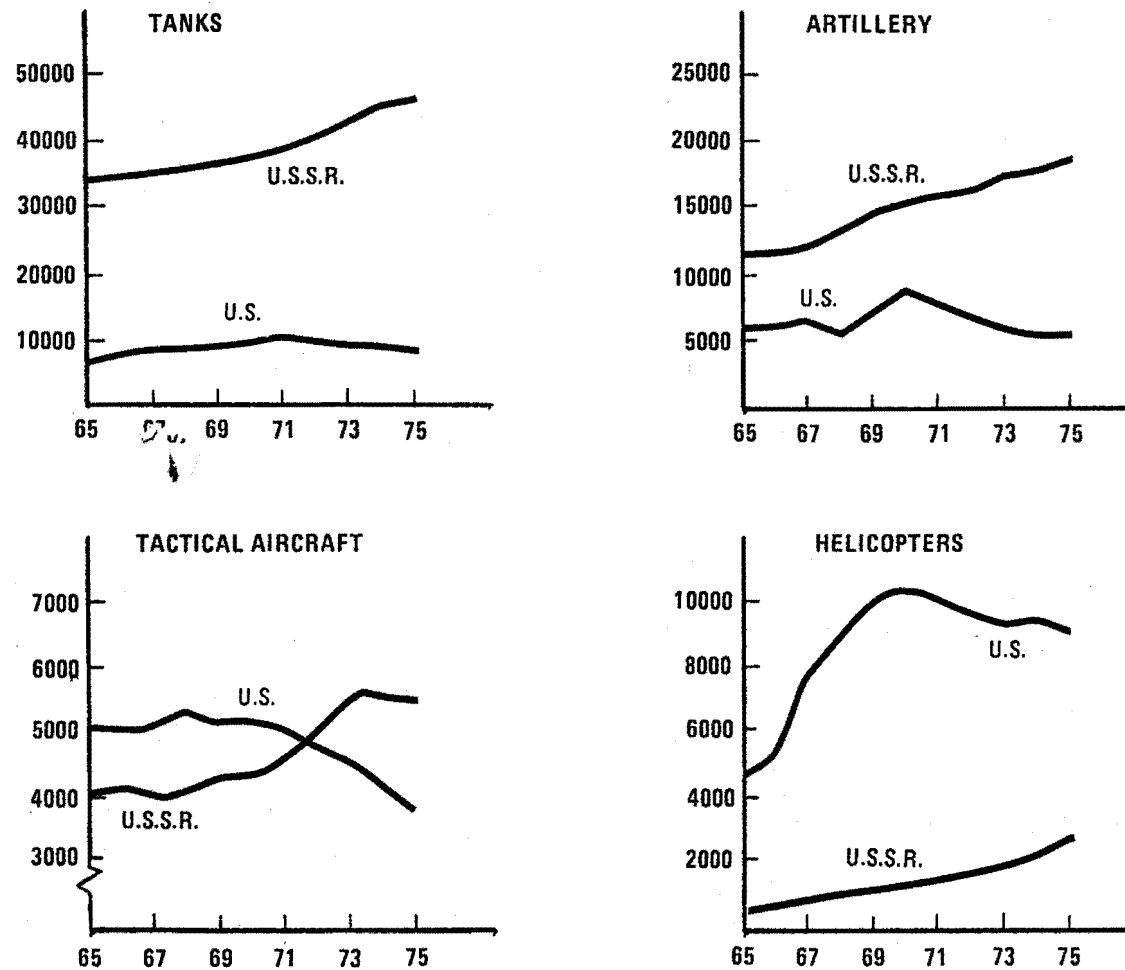 TANKS
50000
40000
30000
20000
10000
U.S.S.R.
U.S.
65 69 71 73 75
ARTILLERY
25000
20000
15000
10000
5000
U.S.S.R.
U.S.
65 67 69 71 73 75
TACTICAL AIRCRAFT
7000
6000
5000
4000
3000
U.S.
U.S.S.R.
65 67 69 71 73 75
HELICOPTERS
10000
8000
6000
4000
2000
U.S.
U.S.S.R.
65 67 69 71 73 75